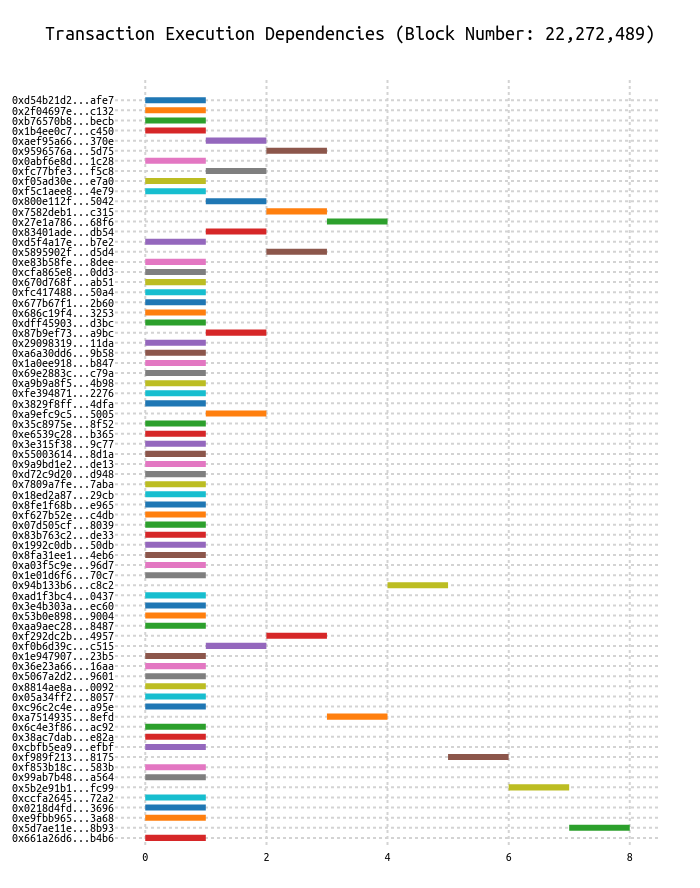 Transaction Execution Dependencies (Block Number: 22,272,489)
0xd54b21d2...afe7
0x2f04697e...c132
0xb76570b8...becb
0x1b4ee0c7...c450
0xaef95a66...370e
0x9596576a...5d75
0x0abf6e8d...1c28
0xfc77bfe3...f5c8
0xf05ad30e...e7a0
0xf5c1aee8...4e79
0x800e112f...5042
0x7582deb1...c315
0x27e1a786...68f6
0x83401ade...db54
0xd5f4a17e...b7e2
0x5895902f...d5d4
0xe83b58fe...8dee
0xcfa865e8...0dd3
0x670d768f...ab51
0xfc417488...50a4
0x677b67f1...2b60
0x686c19f4...3253
0xdff45903...d3bc
0x87b9ef73...a9bc
0x29098319...11da
0xa6a30dd6...9b58
0x1a0ee918...b847
0x69e2883c...c79a
0xa9b9a8f5...4b98
0xfe394871...2276
0x3829f8ff...4dfa
0xa9efc9c5...5005
0x35c8975e...8f52
0xe6539c28...b365
0x3e315f38...9c77
0x55003614...8d1a
0x9a9bd1e2...de13
0xd72c9d20...d948
0x7809a7fe...7aba
0x18ed2a87...29cb
0x8fe1f68b...e965
0xf627b52e...c4db
0x07d505cf...8039
0x83b763c2...de33
0x1992c0db...50db
0x8fa31ee1...4eb6
0xa03f5c9e...96d7
0x1e01d6f6...70c7
0x94b133b6...c8c2
0xad1f3bc4...0437
0x3e4b303a...ec60
0x53b0e898...9004
0xaa9aec28...8487
0xf292dc2b...4957
0xf0b6d39c...c515
0x1e947907...23b5
0x36e23a66...16aa
0x5067a2d2...9601
0x8814ae8a...0092
0x05a34ff2...8057
0xc96c2c4e...a95e
0xa7514935...8efd
0x6c4e3f86...ac92
0x38ac7dab...e82a
0xcbfb5ea9...efbf
0xf989f213...8175
0xf853b18c...583b
0x99ab7b48...a564
0x5b2e91b1...fc99
0xccfa2645...72a2
0x0218d4fd...3696
0xe9fbb965...3a68
0x5d7ae11e...8b93
0x661a26d6...b4b6
0 2 4 6 8